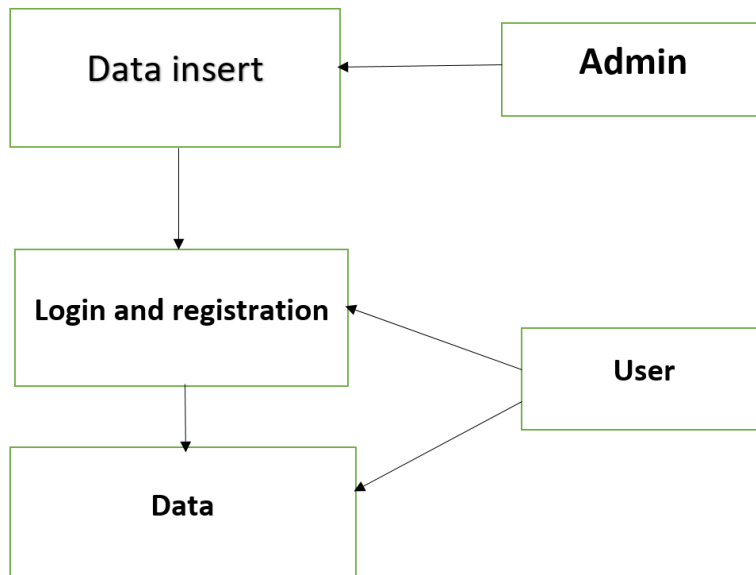 Data insert
Admin
Login and registration
User
Data